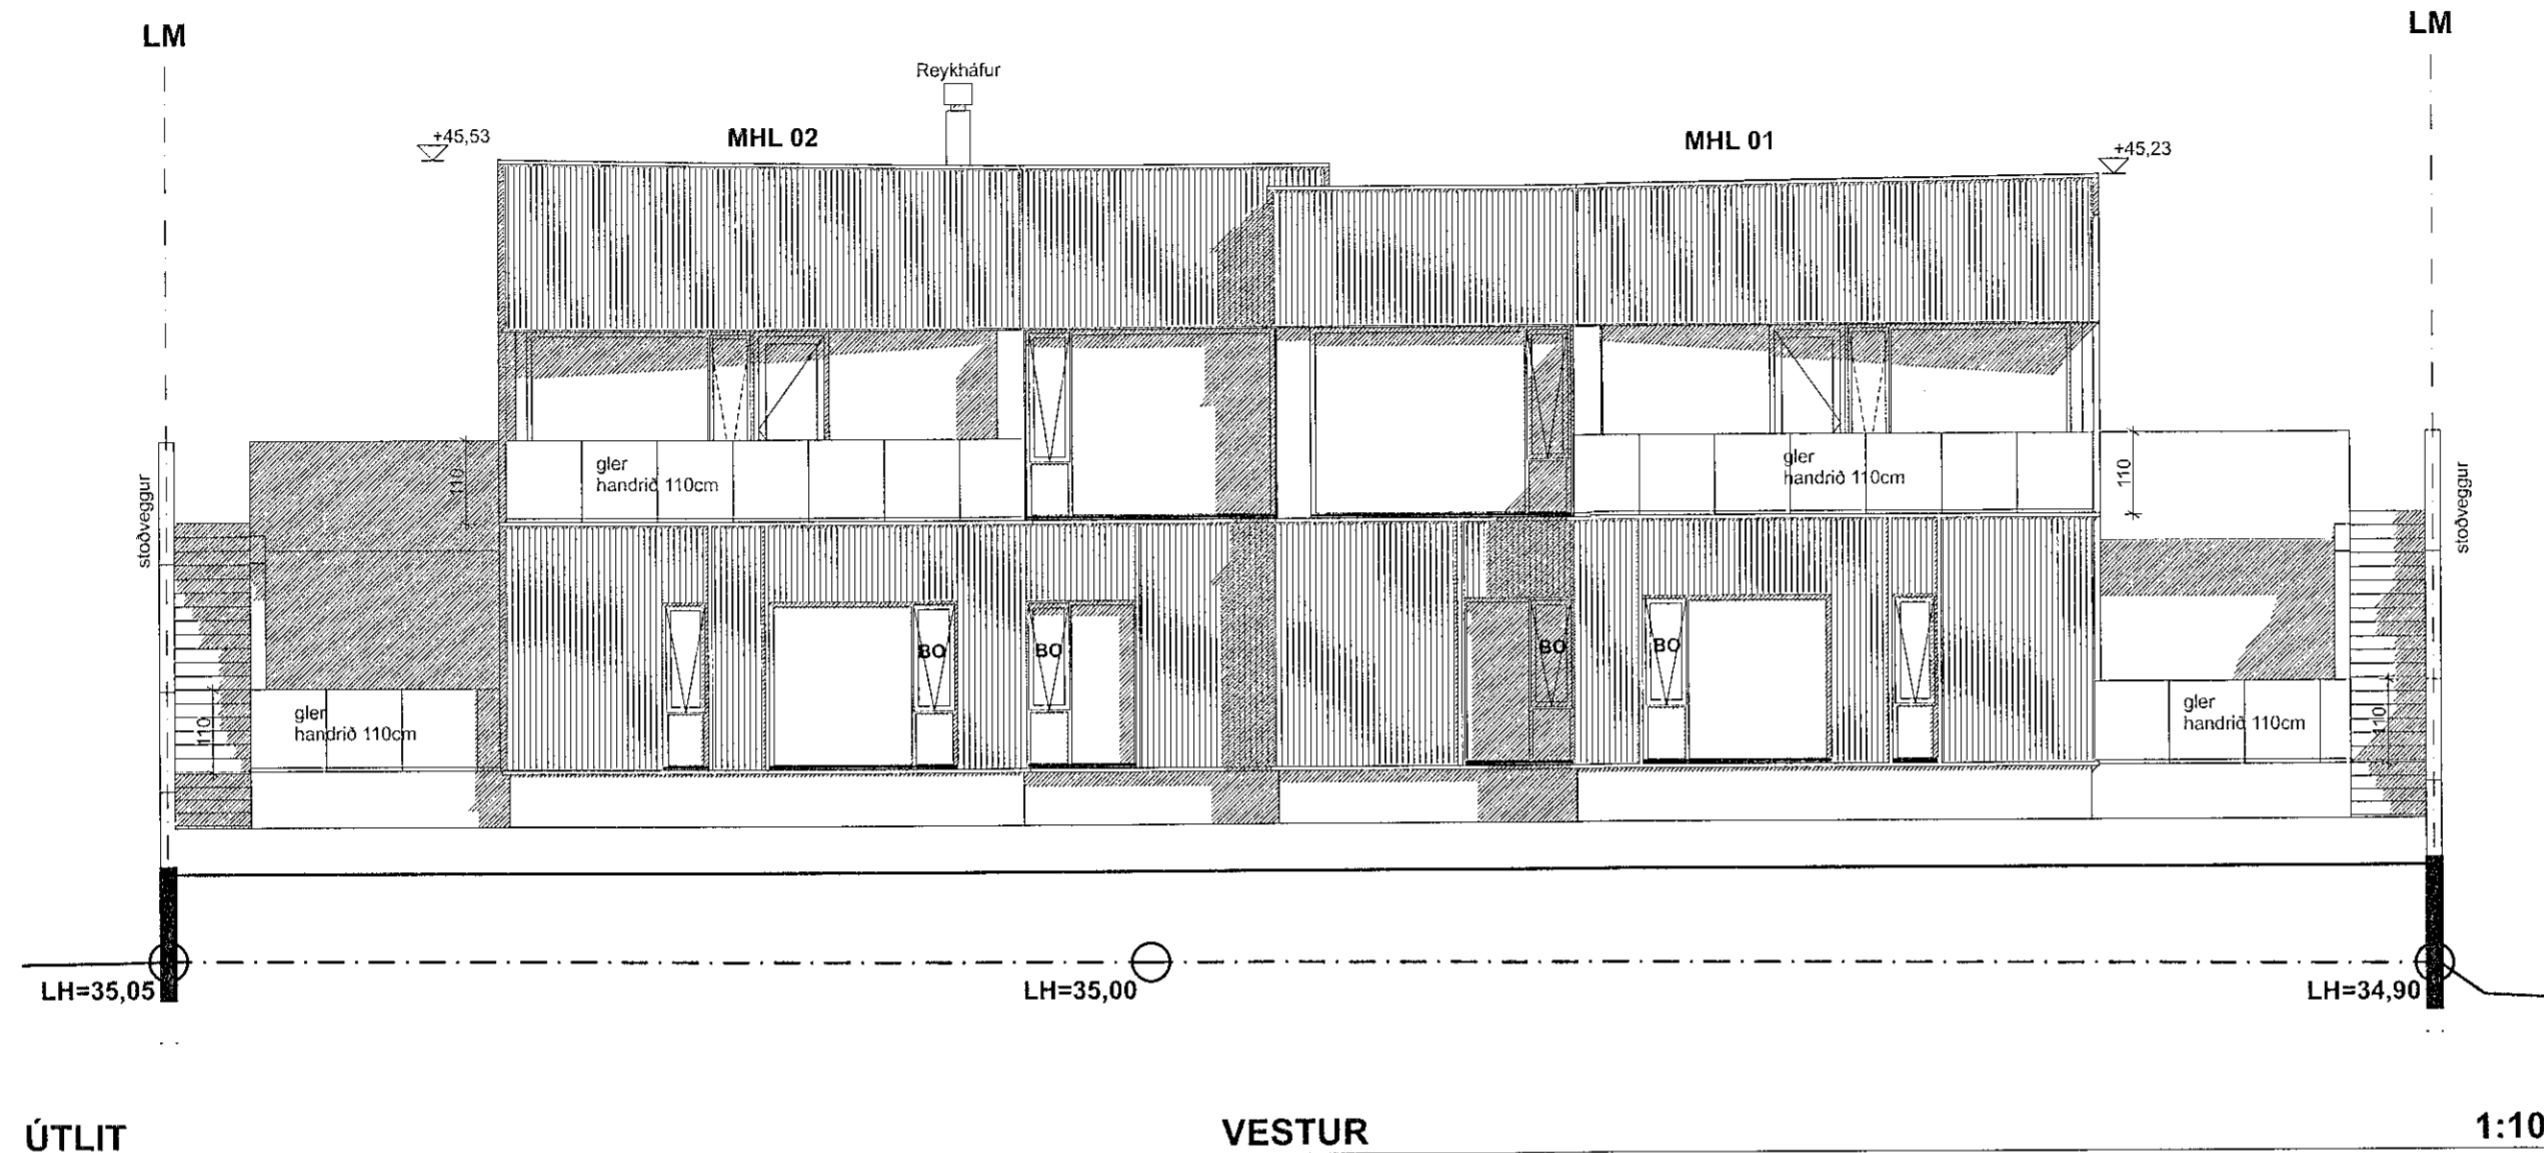 LM
LM
Reykháfur
+45,53
MHL 02
MHL 01
+45,23
gler
handrið 110cm
gler
handrið 110cm
110
110
stoðveggur
stoðveggur
BO
BO
BO
BO
gler
handrið 110cm
110
gler
handrið 110cm
110
LH=35,05
LH=35,00
LH=34,90
ÚTLIT
VESTUR
1:10